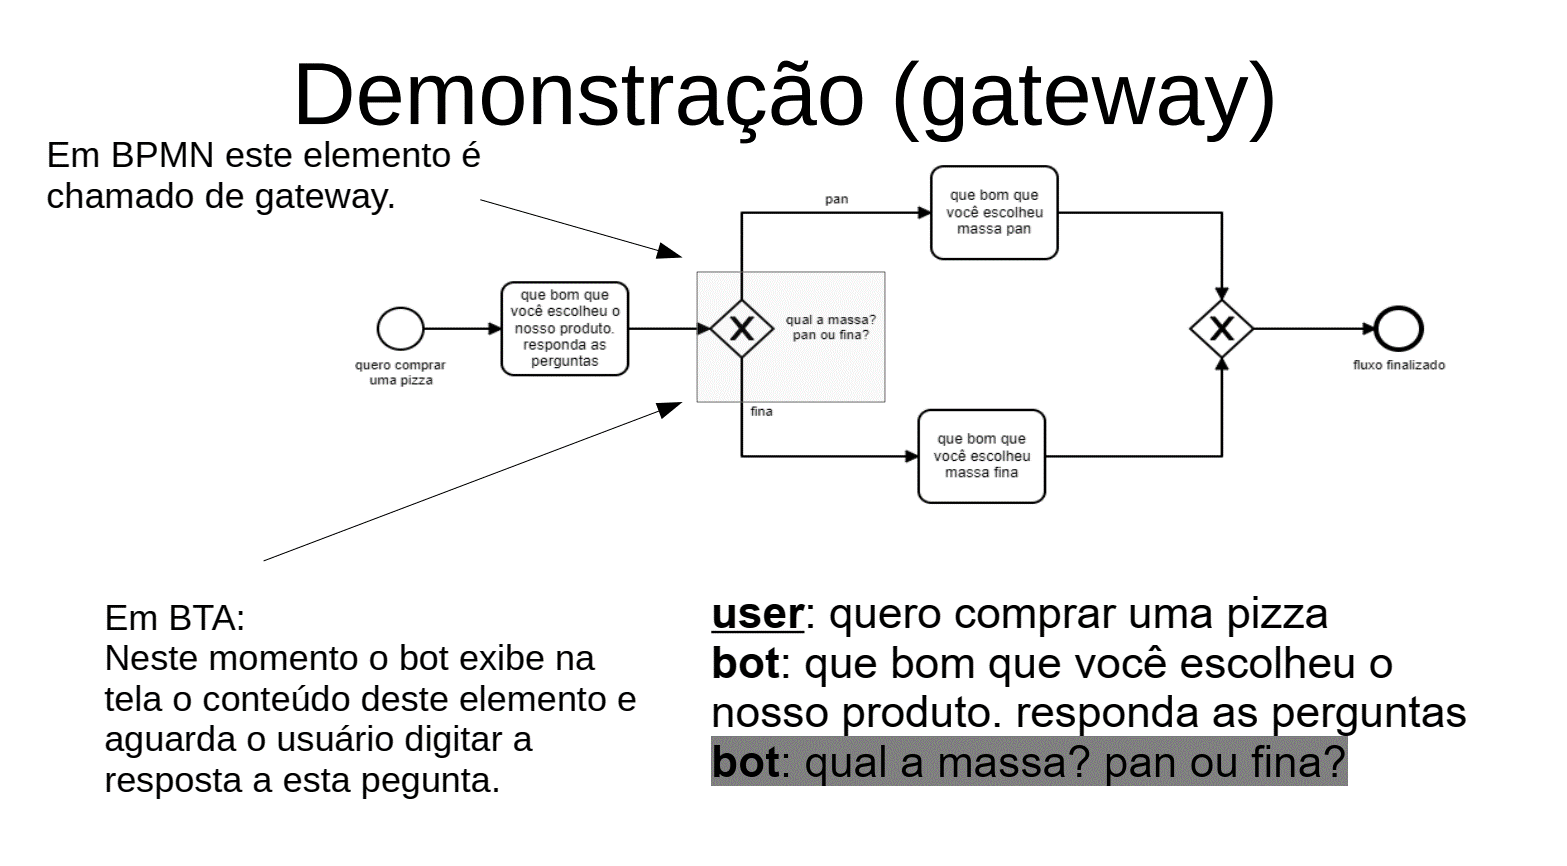 Demonstração (gateway)
Em BPMN este elemento é
chamado de gateway.
quero comprar
uma pizza
que bom que
você escolheu o
nosso produto.
responda as
perguntas
qual a massa?
pan ou fina?
pan
que bom que
você escolheu
massa pan
fina
que bom que
você escolheu
massa fina
fluxo finalizado
Em BTA:
Neste momento o bot exibe na
tela o conteúdo deste elemento e
aguarda o usuário digitar a
resposta a esta pegunta.
user: quero comprar uma pizza
bot: que bom que você escolheu o
nosso produto. responda as perguntas
bot: qual a massa? pan ou fina?